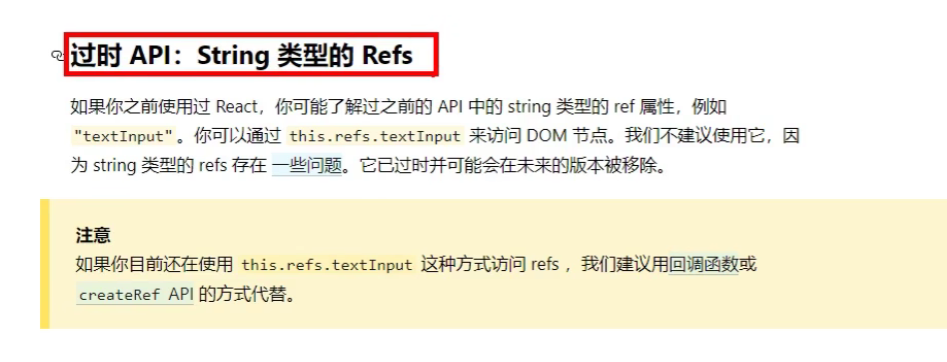 过时 API：String 类型的 Refs
如果你之前使用过 React，你可能了解过之前的 API 中的 string 类型的 ref 属性，例如
"textInput"。你可以通过 this.refs.textInput 来访问 DOM 节点。我们不建议使用它，因
为 string 类型的 refs 存在 一些问题。它已过时并可能会在未来的版本被移除。
注意
如果你目前还在使用 this.refs.textInput 这种方式访问 refs ，我们建议用回调函数或
createRef API 的方式代替。